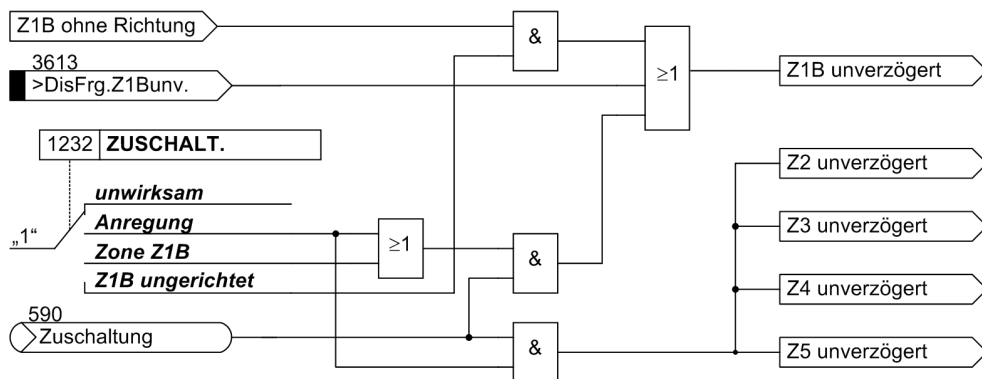 Z1B ohne Richtung
&
3613
>DisFrg.Z1Bunv.
≥1
Z1B unverzögert
1232 ZUSCHALT.
unwirksam
Anregung
„1"
Zone Z1B
≥1
Z1B ungerichtet
&
590
Zuschaltung
&
Z2 unverzögert
Z3 unverzögert
Z4 unverzögert
Z5 unverzögert